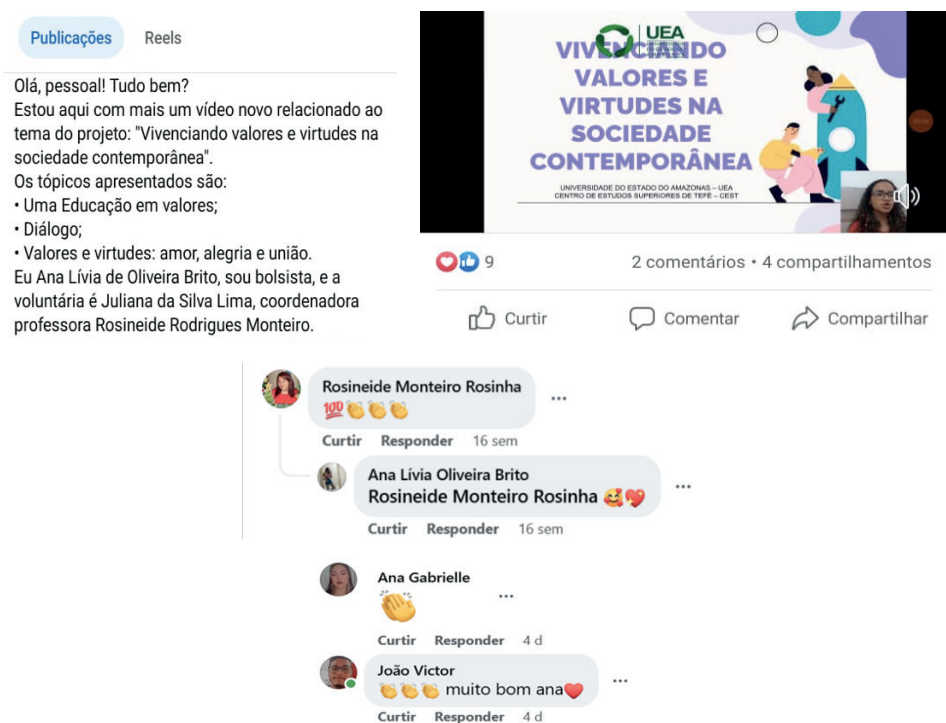 Publicações Reels
Olá, pessoal! Tudo bem?
Estou aqui com mais um vídeo novo relacionado ao
tema do projeto: "Vivenciando valores e virtudes na
sociedade contemporânea".
Os tópicos apresentados são:
• Uma Educação em valores;
• Diálogo;
• Valores e virtudes: amor, alegria e união.
Eu Ana Lívia de Oliveira Brito, sou bolsista, e a
voluntária é Juliana da Silva Lima, coordenadora
professora Rosineide Rodrigues Monteiro.
UEA
VIVENCIANDO
VALORES E
VIRTUDES NA
SOCIEDADE
CONTEMPORÂNEA
UNIVERSIDADE DO ESTADO DO AMAZONAS – UEA
CENTRO DE ESTUDOS SUPERIORES DE TEFÉ – CEST
9 2 comentários • 4 compartilhamentos
Curtir Comentar Compartilhar
Rosineide Monteiro Rosinha
💯👏👏👏
Curtir Responder 16 sem
Ana Lívia Oliveira Brito
Rosineide Monteiro Rosinha 🥰💖
Curtir Responder 16 sem
Ana Gabrielle
👏
Curtir Responder 4 d
João Victor
👏👏👏 muito bom ana❤️
Curtir Responder 4 d